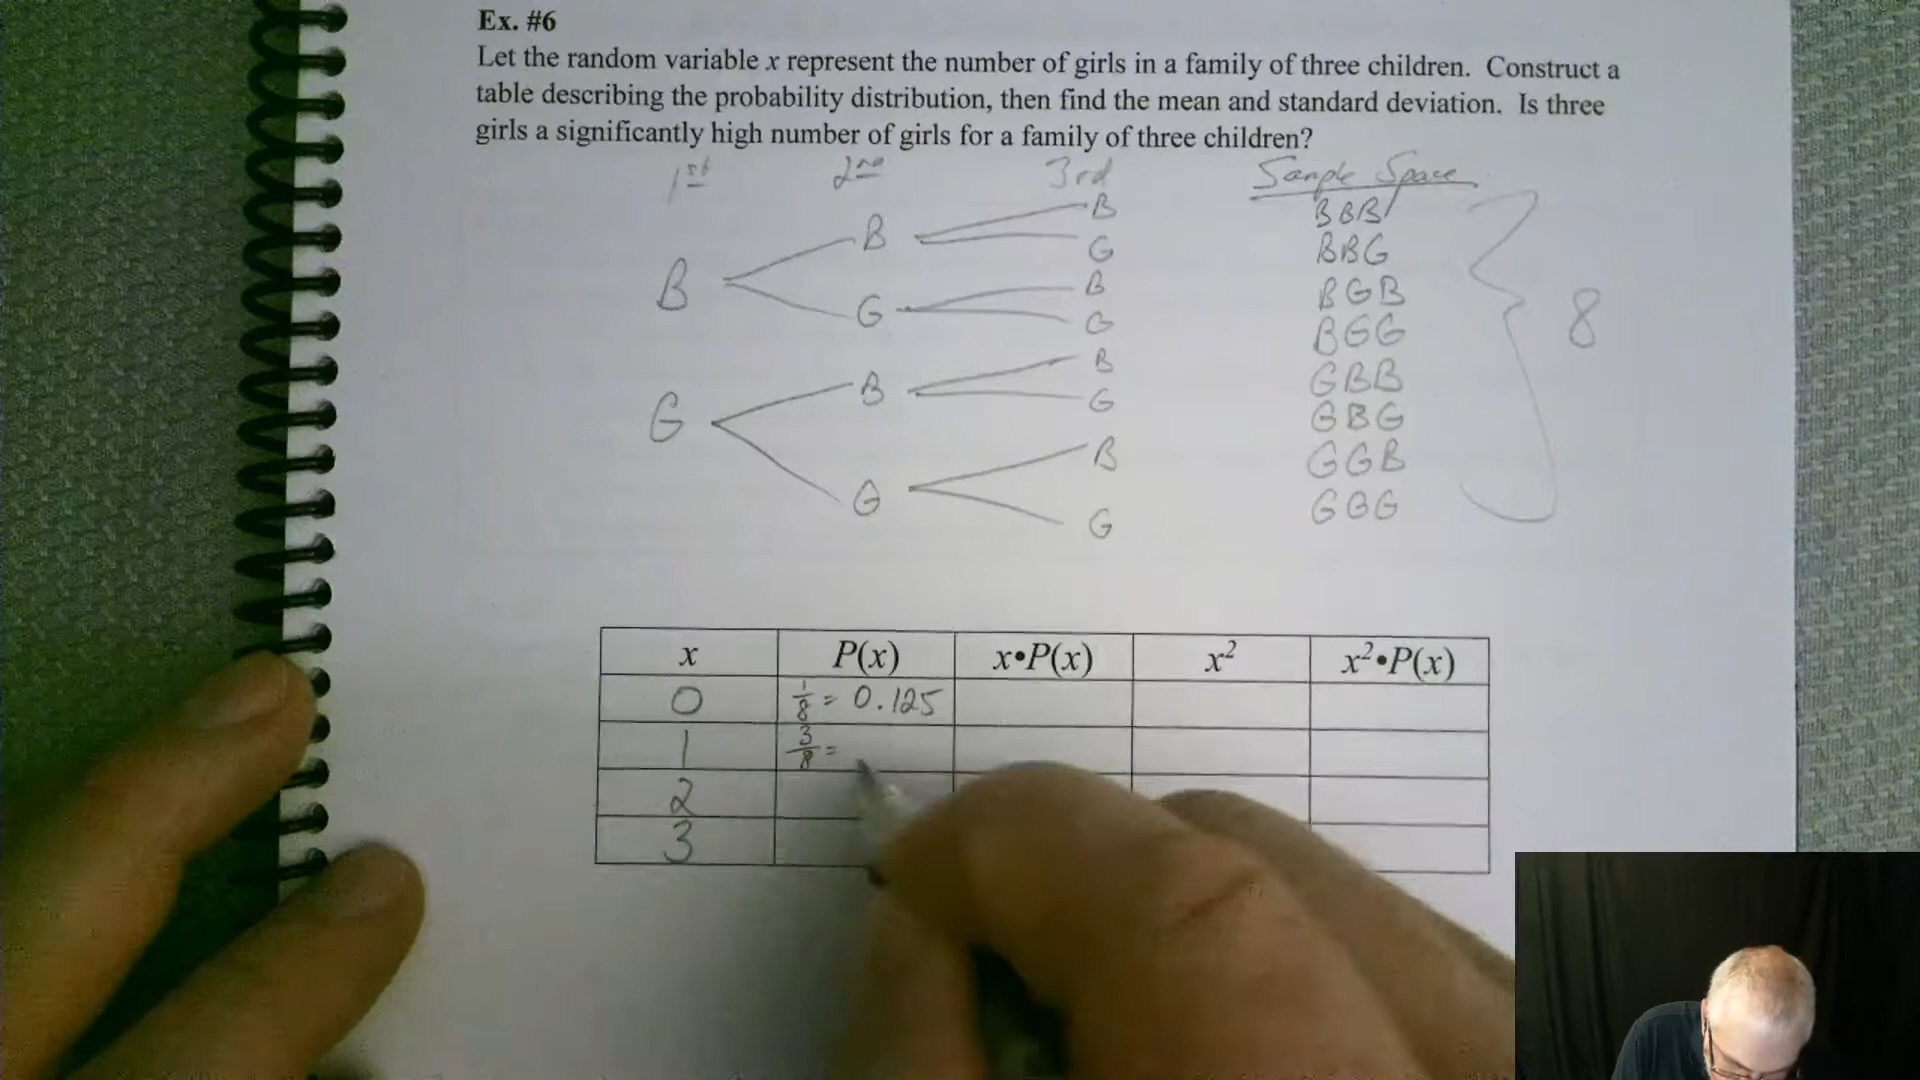 Ex. #6
Let the random variable x represent the number of girls in a family of three children. Construct a
table describing the probability distribution, then find the mean and standard deviation. Is three
girls a significantly high number of girls for a family of three children?
1st 2nd 3rd Sample Space
B BBB
B G BBG
B B BGB
G G BGG
B GBB
B G GBG
G B GGB
G G GGG
8
x P(x) x•P(x) x² x²•P(x)
0 1/8 = 0.125
1 3/8 =
2
3